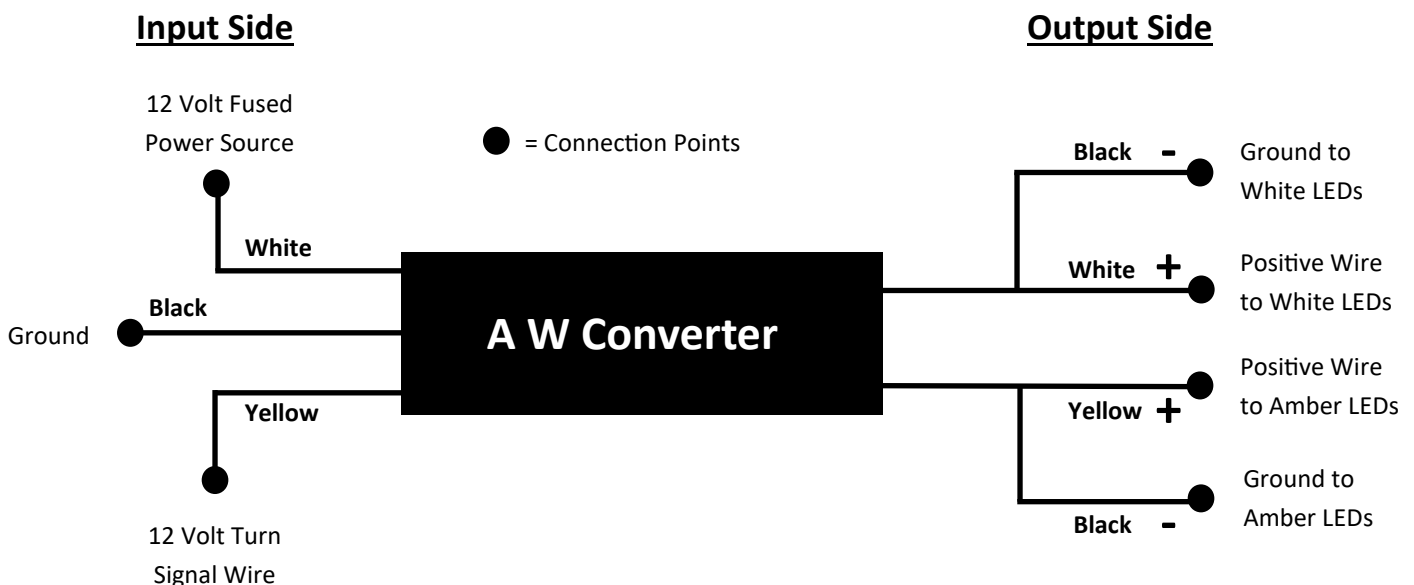 Input Side
Output Side
12 Volt Fused
Power Source
= Connection Points
White
Black
Ground
Yellow
12 Volt Turn
Signal Wire
A W Converter
Black -
Ground to
White LEDs
White +
Positive Wire
to White LEDs
Positive Wire
to Amber LEDs
Yellow +
Ground to
Amber LEDs
Black -